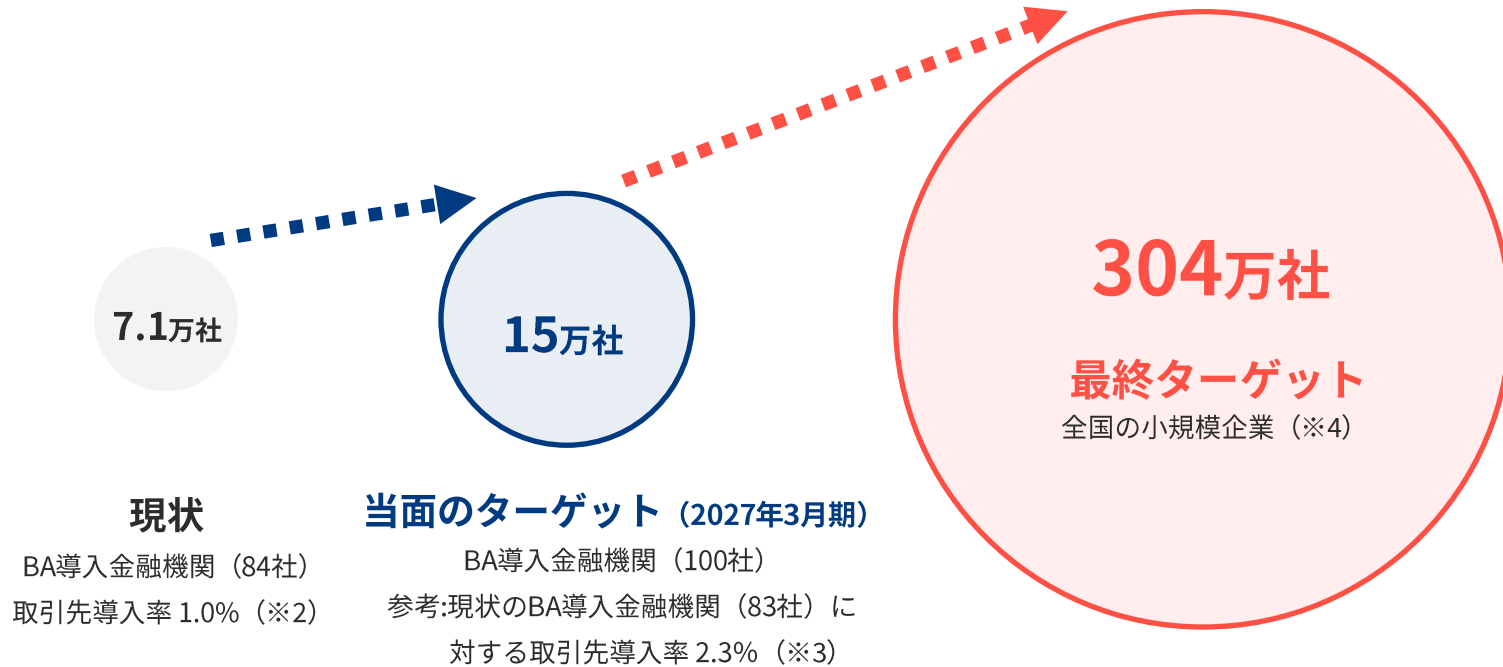 7.1万社
現状
BA導入金融機関（84社）
取引先導入率 1.0%（※2）
15万社
当面のターゲット（2027年3月期）
BA導入金融機関（100社）
参考:現状のBA導入金融機関（83社）に
対する取引先導入率 2.3%（※3）
304万社
最終ターゲット
全国の小規模企業（※4）